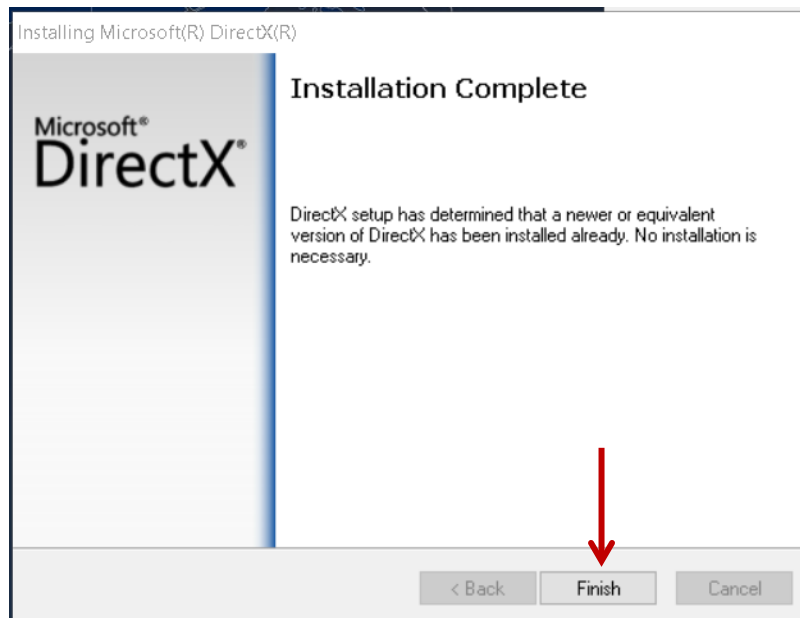 Installing Microsoft(R) DirectX(R)
Installation Complete
Microsoft®
DirectX®
DirectX setup has determined that a newer or equivalent
version of DirectX has been installed already. No installation is
necessary.
< Back Finish Cancel